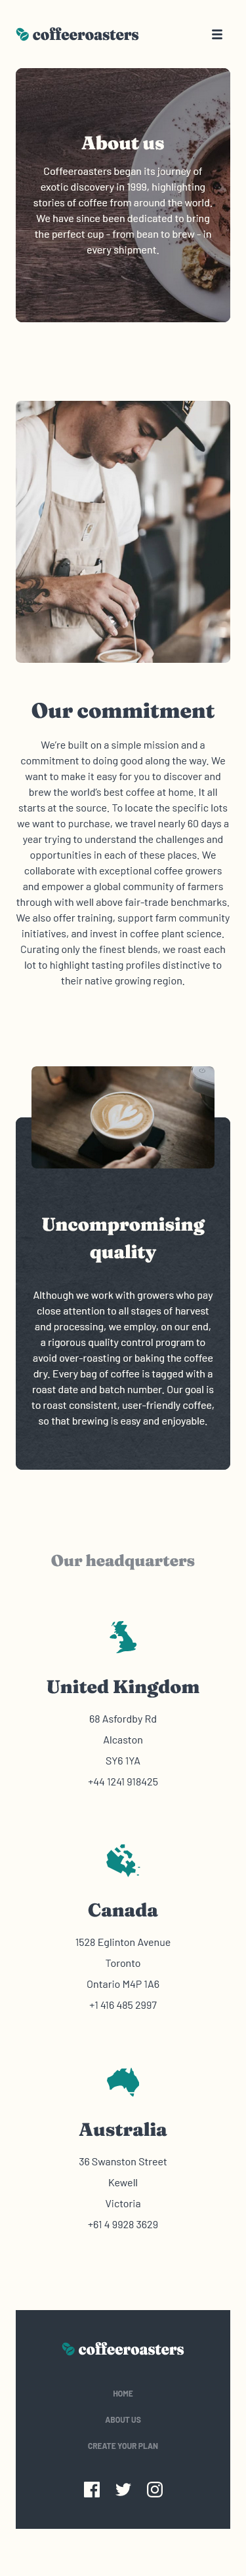 coffeeroasters
About us
Coffeeroasters began its journey of
exotic discovery in 1999, highlighting
stories of coffee from around the world.
We have since been dedicated to bring
the perfect cup - from bean to brew - in
every shipment.
Our commitment
We're built on a simple mission and a
commitment to doing good along the way. We
want to make it easy for you to discover and
brew the world's best coffee at home. It all
starts at the source. To locate the specific lots
we want to purchase, we travel nearly 60 days a
year trying to understand the challenges and
opportunities in each of these places. We
collaborate with exceptional coffee growers
and empower a global community of farmers
through with well above fair-trade benchmarks.
We also offer training, support farm community
initiatives, and invest in coffee plant science.
Curating only the finest blends, we roast each
lot to highlight tasting profiles distinctive to
their native growing region.
Uncompromising
quality
Although we work with growers who pay
close attention to all stages of harvest
and processing, we employ, on our end,
a rigorous quality control program to
avoid over-roasting or baking the coffee
dry. Every bag of coffee is tagged with a
roast date and batch number. Our goal is
to roast consistent, user-friendly coffee,
so that brewing is easy and enjoyable.
Our headquarters
United Kingdom
68 Asfordby Rd
Alcaston
SY6 1YA
+44 1241 918425
Canada
1528 Eglinton Avenue
Toronto
Ontario M4P 1A6
+1 416 485 2997
Australia
36 Swanston Street
Kewell
Victoria
+61 4 9928 3629
coffeeroasters
HOME
ABOUT US
CREATE YOUR PLAN